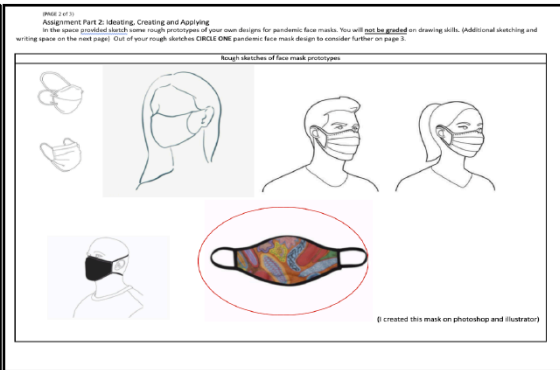 (PAGE 2 of 3)
Assignment Part 2: Ideating, Creating and Applying
In the space provided sketch some rough prototypes of your own designs for pandemic face masks. You will not be graded on drawing skills. (Additional sketching and
writing space on the next page) Out of your rough sketches CIRCLE ONE pandemic face mask design to consider further on page 3.
Rough sketches of face mask prototypes
(I created this mask on photoshop and illustrator)